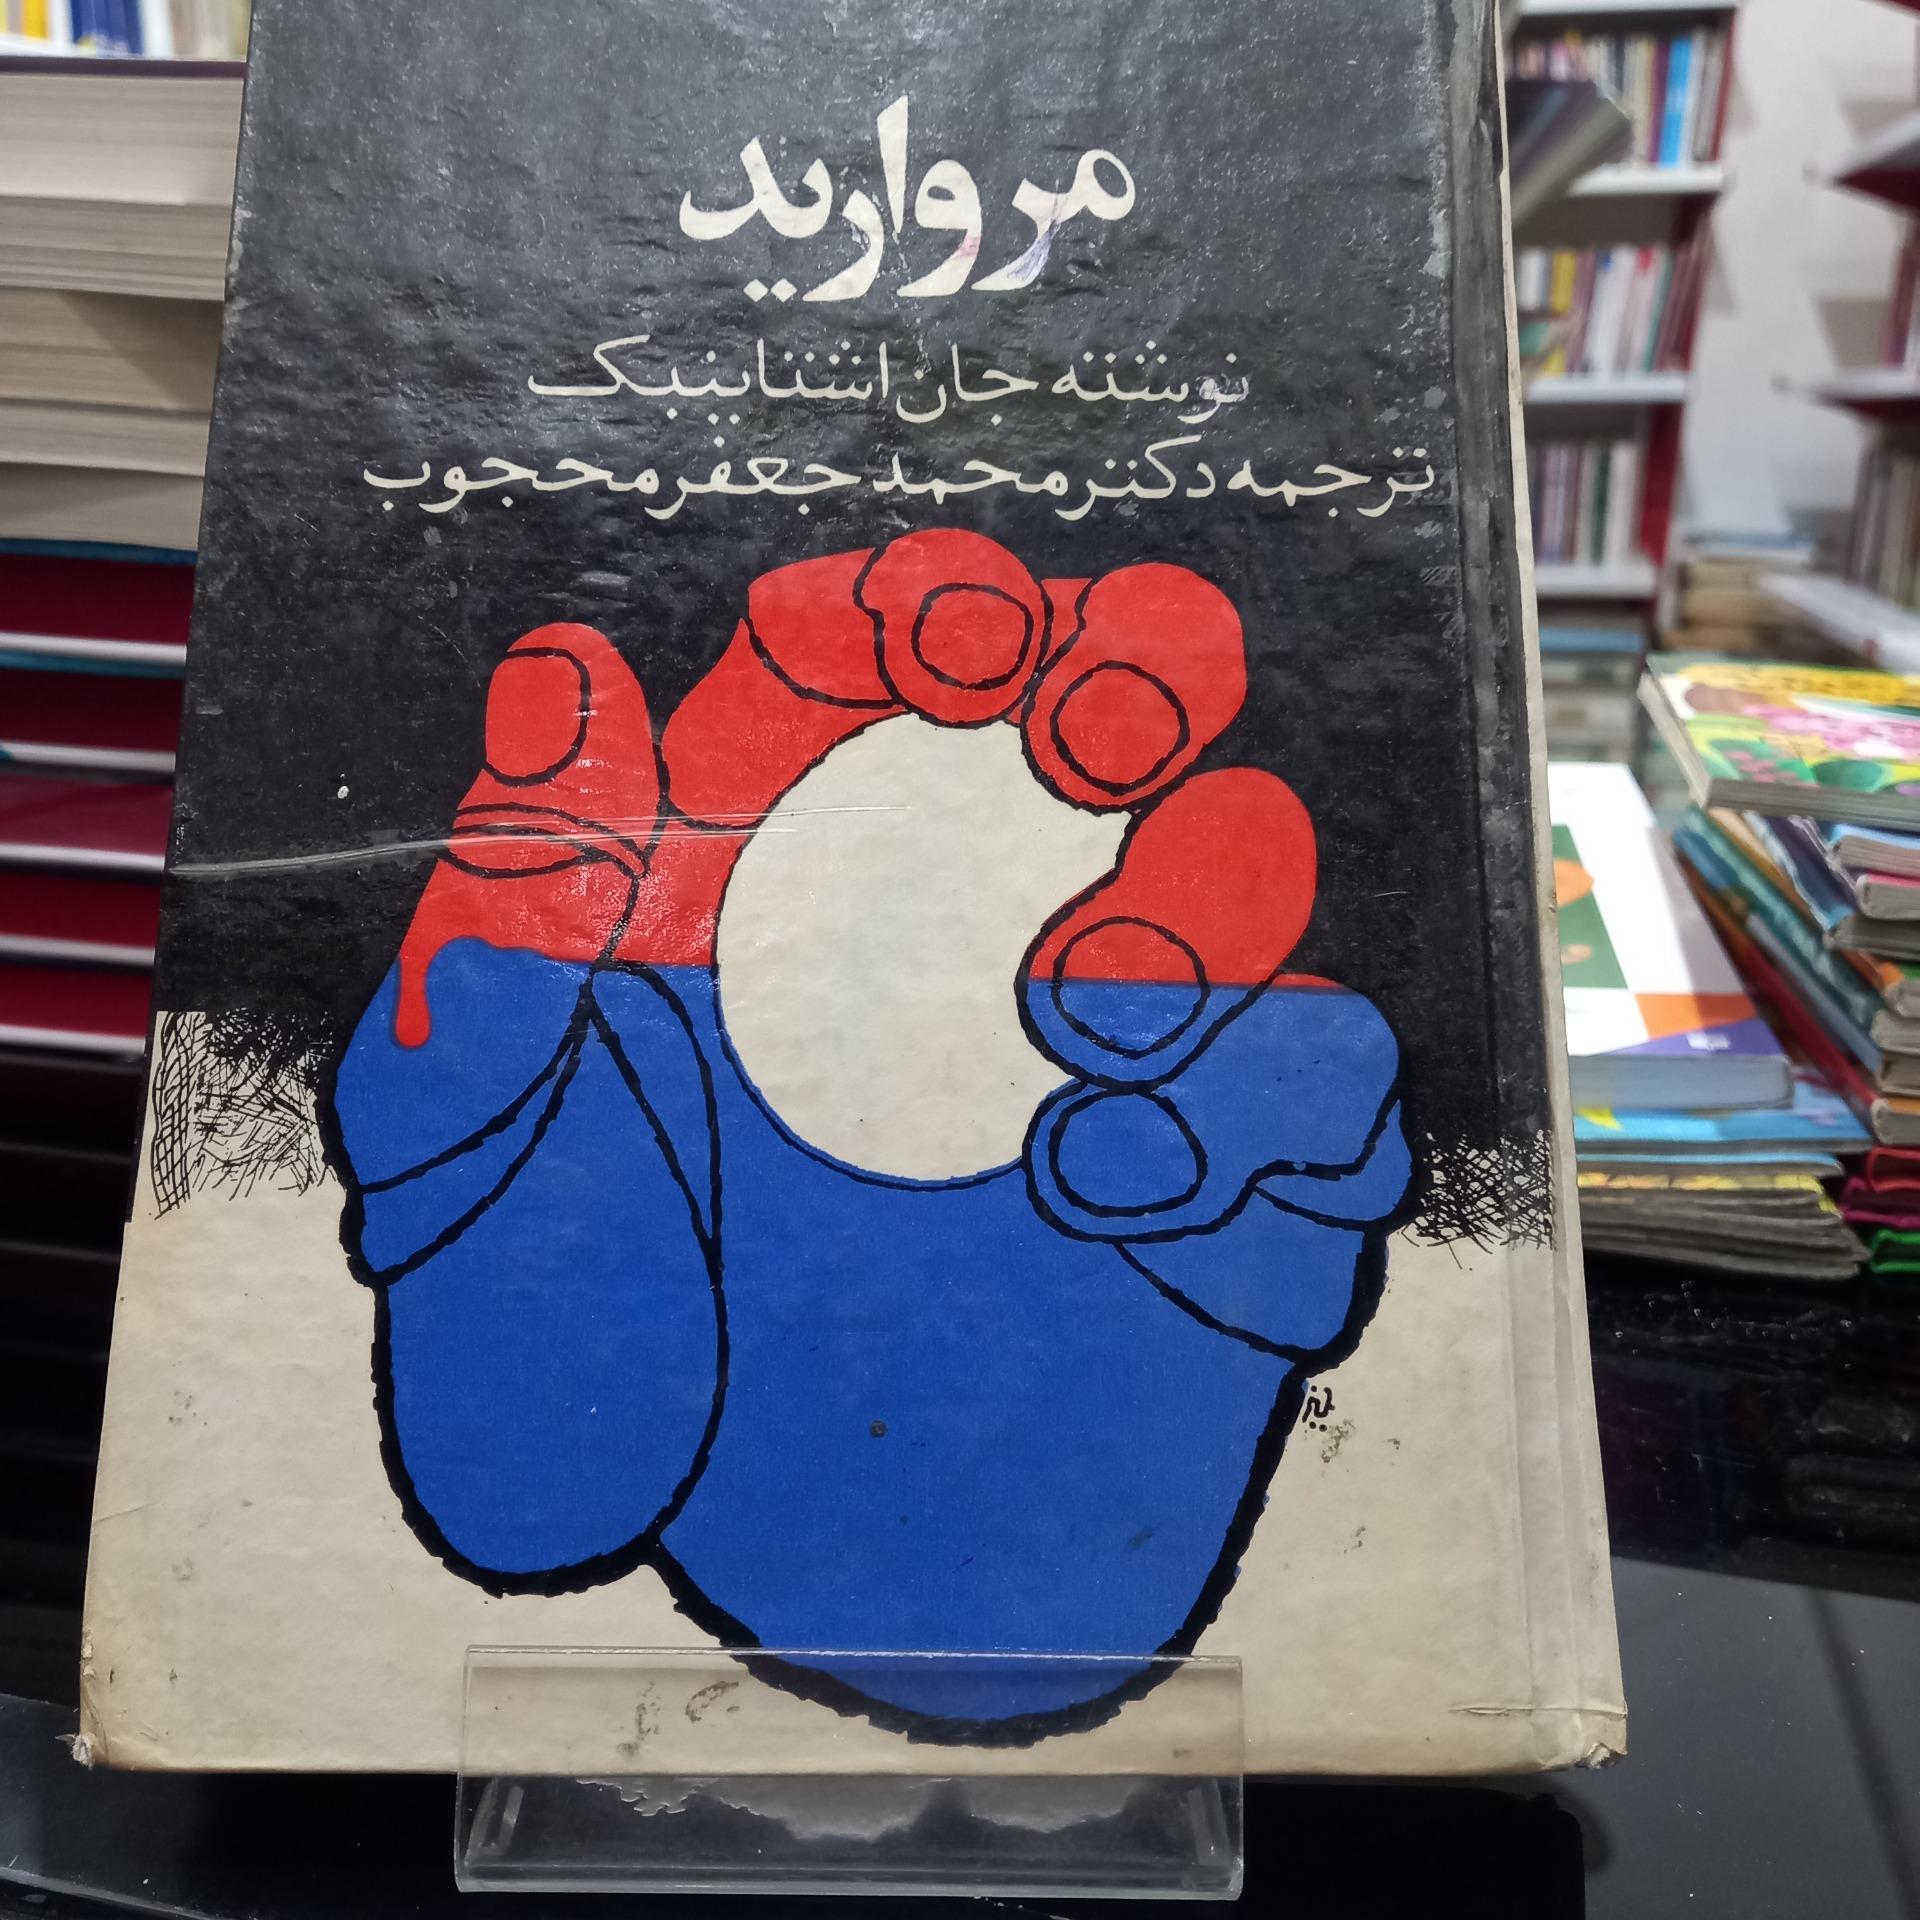 مروارید
نوشته جان اشتاینبک
ترجمه دکتر محمد جعفر محجوب